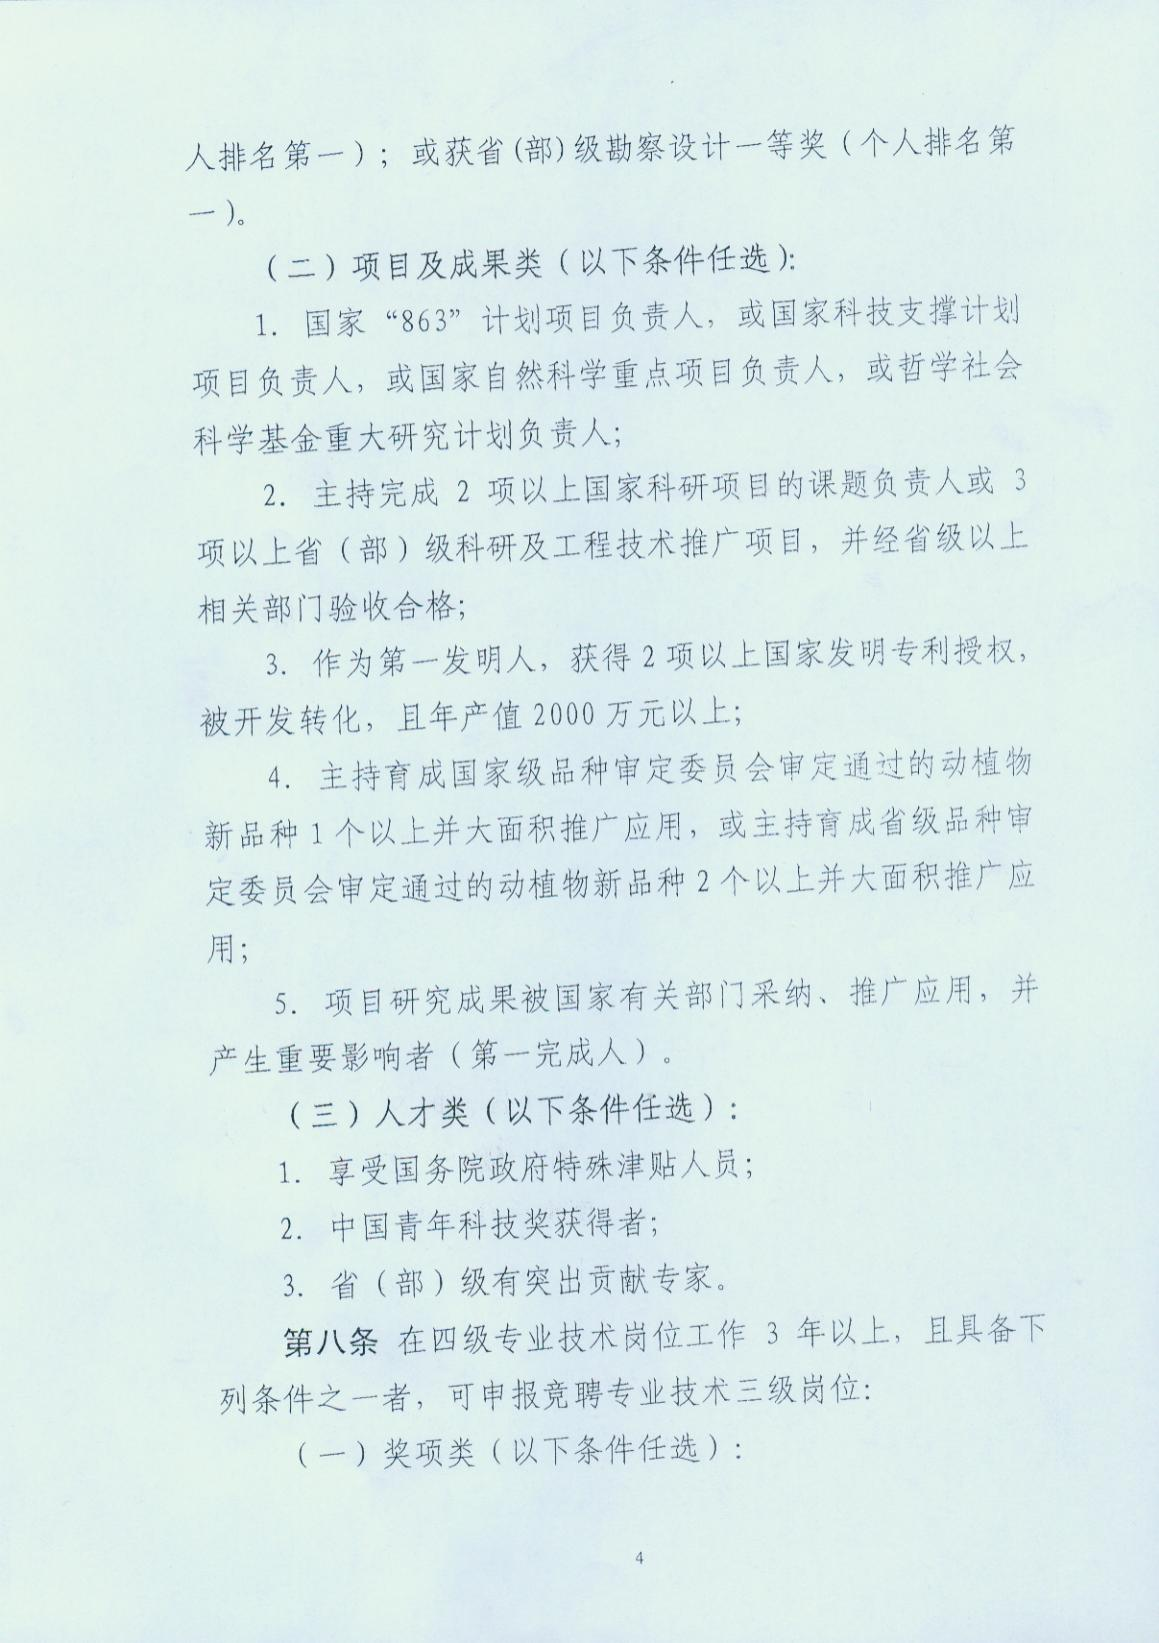 人排名第一）；或获省(部)级勘察设计一等奖（个人排名第
一）。
（二）项目及成果类（以下条件任选）：
1. 国家“863”计划项目负责人，或国家科技支撑计划
项目负责人，或国家自然科学重点项目负责人，或哲学社会
科学基金重大研究计划负责人；
2. 主持完成 2 项以上国家科研项目的课题负责人或 3
项以上省（部）级科研及工程技术推广项目，并经省级以上
相关部门验收合格；
3. 作为第一发明人，获得2项以上国家发明专利授权，
被开发转化，且年产值2000万元以上；
4. 主持育成国家级品种审定委员会审定通过的动植物
新品种1个以上并大面积推广应用，或主持育成省级品种审
定委员会审定通过的动植物新品种2个以上并大面积推广应
用；
5. 项目研究成果被国家有关部门采纳、推广应用，并
产生重要影响者（第一完成人）。
（三）人才类（以下条件任选）：
1. 享受国务院政府特殊津贴人员；
2. 中国青年科技奖获得者；
3. 省（部）级有突出贡献专家。
第八条 在四级专业技术岗位工作 3 年以上，且具备下
列条件之一者，可申报竞聘专业技术三级岗位：
（一）奖项类（以下条件任选）：
4